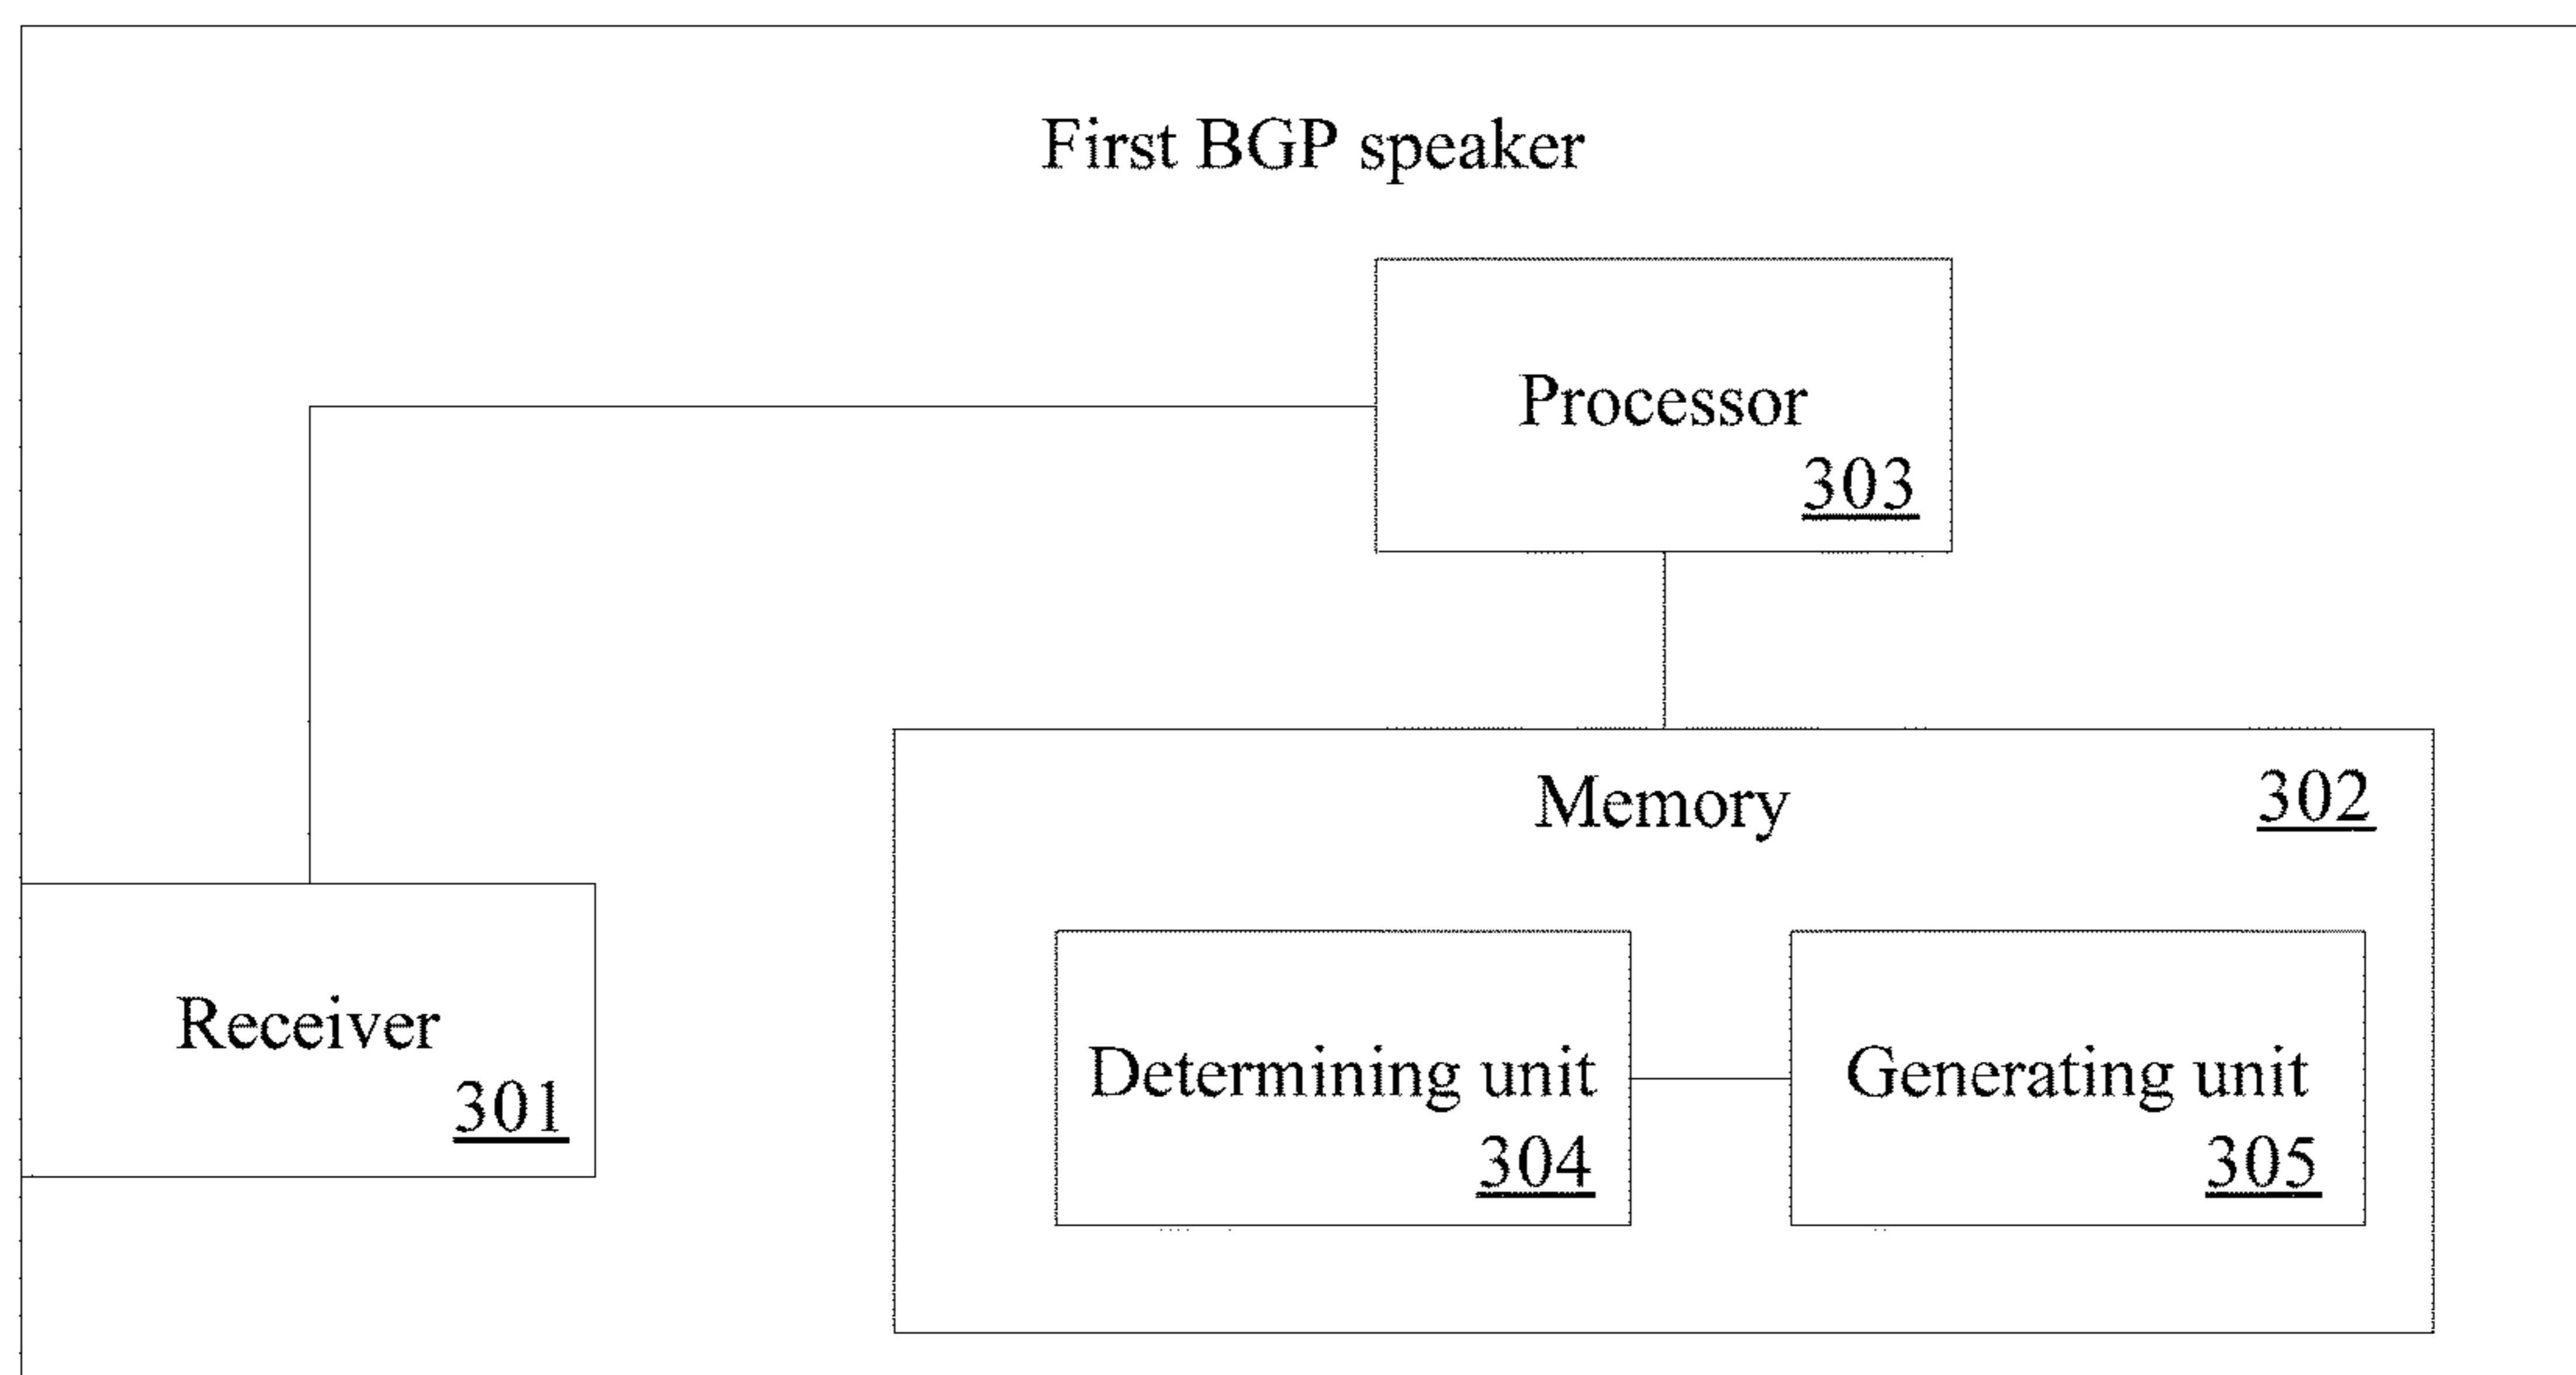 First BGP speaker
Processor
303
Memory
302
Receiver
301
Determining unit
304
Generating unit
305